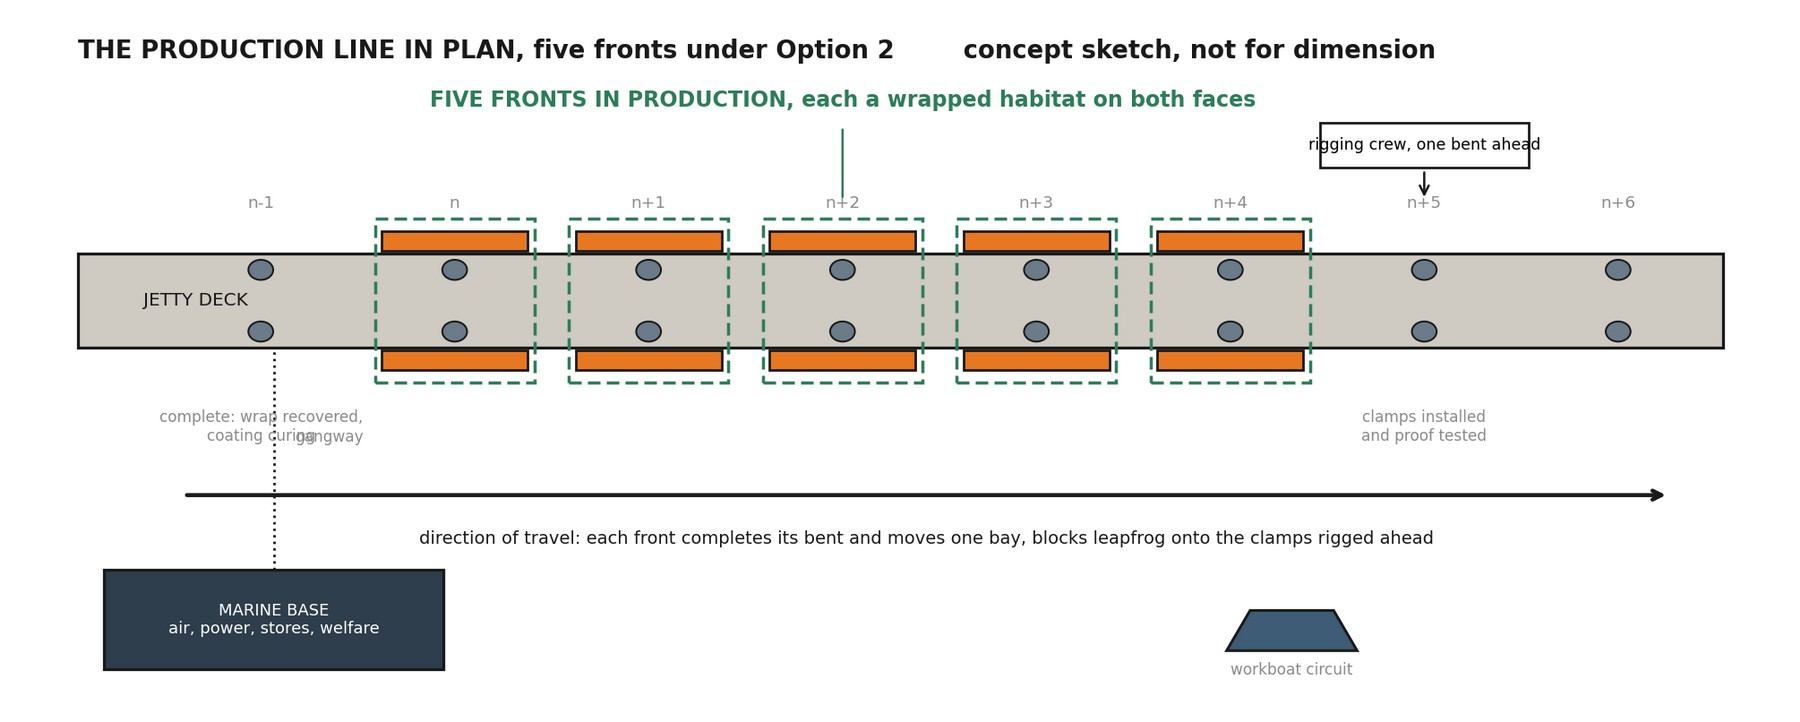 THE PRODUCTION LINE IN PLAN, five fronts under Option 2 concept sketch, not for dimension
FIVE FRONTS IN PRODUCTION, each a wrapped habitat on both faces
rigging crew, one bent ahead
n-1 n n+1 n+2 n+3 n+4 n+5 n+6
JETTY DECK
complete: wrap recovered,
coating curing
gangway
clamps installed
and proof tested
direction of travel: each front completes its bent and moves one bay, blocks leapfrog onto the clamps rigged ahead
MARINE BASE
air, power, stores, welfare
workboat circuit